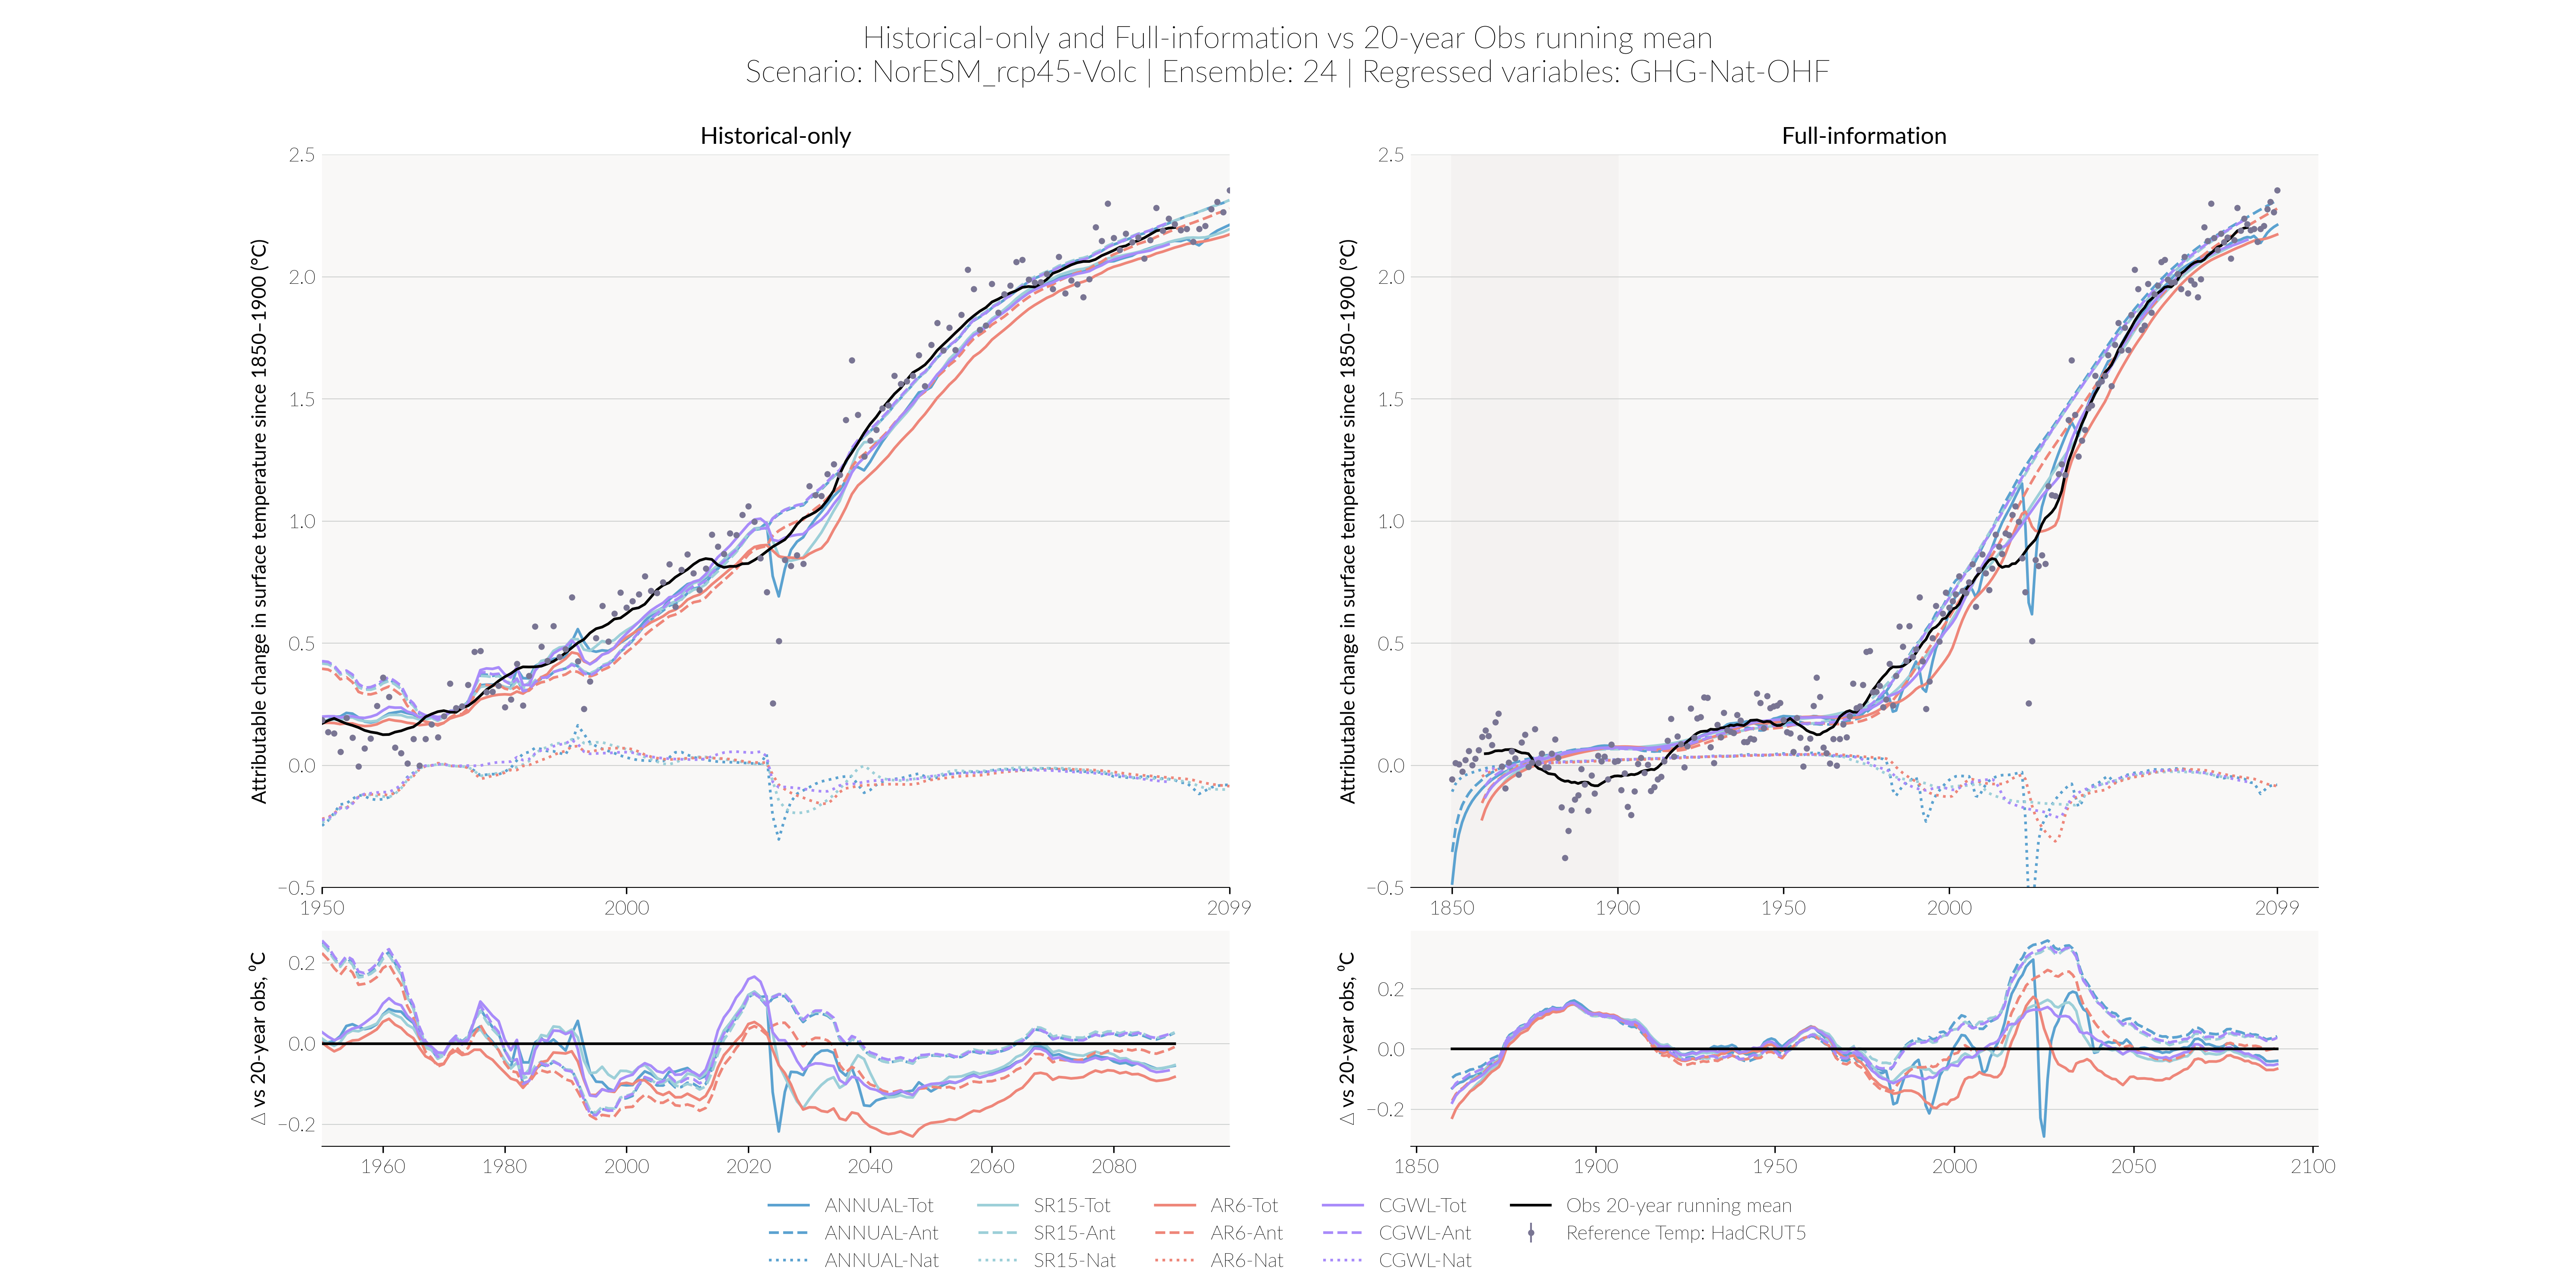 Historical-only and Full-information vs 20-year Obs running mean
Scenario: NorESM_rcp45-Volc | Ensemble: 24 | Regressed variables: GHG-Nat-OHF
Historical-only
Attributable change in surface temperature since 1850–1900 (°C)
2.5
2.0
1.5
1.0
0.5
0.0
−0.5
1950
2000
2099
Full-information
Attributable change in surface temperature since 1850–1900 (°C)
2.5
2.0
1.5
1.0
0.5
0.0
−0.5
1850
1900
1950
2000
2099
△ vs 20-year obs, ⁰C
0.2
0.0
−0.2
1960
1980
2000
2020
2040
2060
2080
△ vs 20-year obs, ⁰C
0.2
0.0
−0.2
1850
1900
1950
2000
2050
2100
ANNUAL-Tot
ANNUAL-Ant
ANNUAL-Nat
SR15-Tot
SR15-Ant
SR15-Nat
AR6-Tot
AR6-Ant
AR6-Nat
CGWL-Tot
CGWL-Ant
CGWL-Nat
Obs 20-year running mean
Reference Temp: HadCRUT5